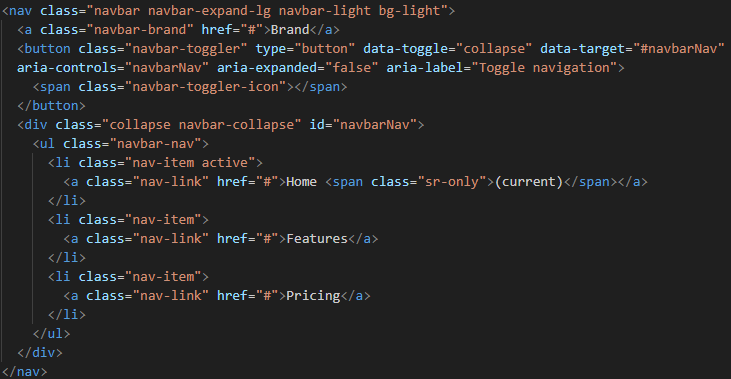 <nav class="navbar navbar-expand-lg navbar-light bg-light">
  <a class="navbar-brand" href="#">Brand</a>
  <button class="navbar-toggler" type="button" data-toggle="collapse" data-target="#navbarNav"
  aria-controls="navbarNav" aria-expanded="false" aria-label="Toggle navigation">
    <span class="navbar-toggler-icon"></span>
  </button>
  <div class="collapse navbar-collapse" id="navbarNav">
    <ul class="navbar-nav">
      <li class="nav-item active">
        <a class="nav-link" href="#">Home <span class="sr-only">(current)</span></a>
      </li>
      <li class="nav-item">
        <a class="nav-link" href="#">Features</a>
      </li>
      <li class="nav-item">
        <a class="nav-link" href="#">Pricing</a>
      </li>
    </ul>
  </div>
</nav>